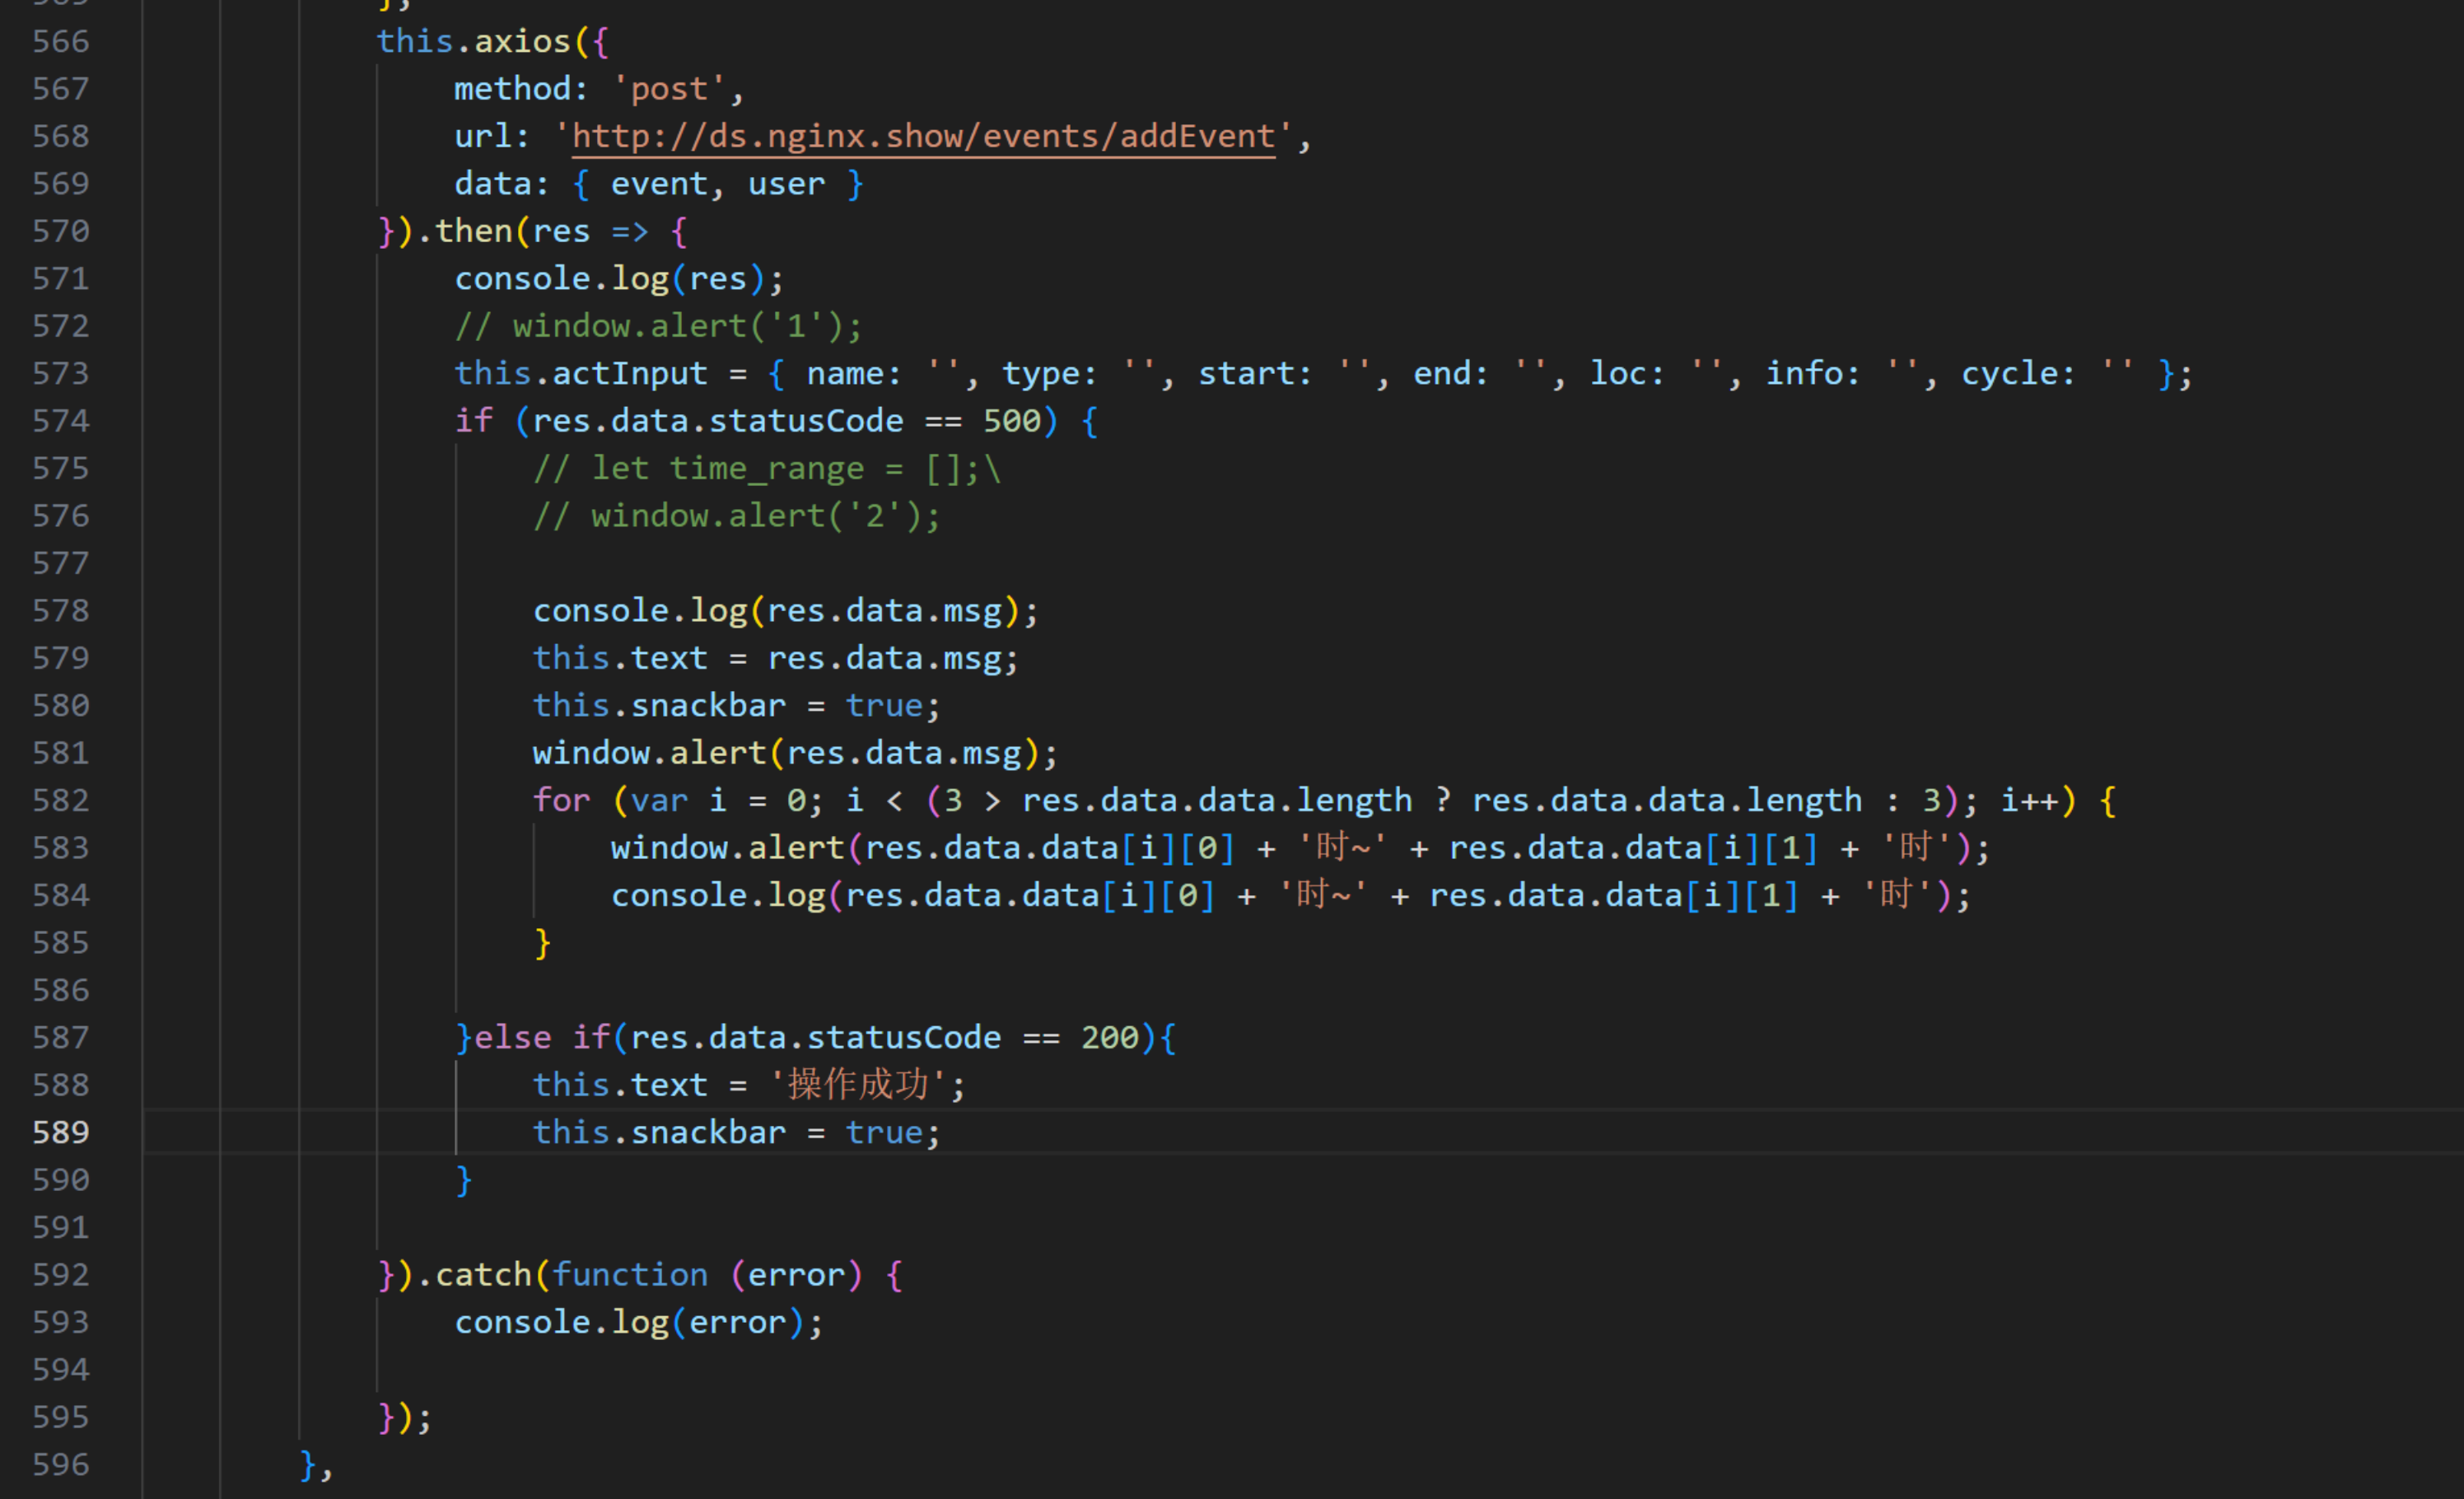 };
566 this.axios({
567 method: 'post',
568 url: 'http://ds.nginx.show/events/addEvent',
569 data: { event, user }
570 }).then(res => {
571 console.log(res);
572 // window.alert('1');
573 this.actInput = { name: '', type: '', start: '', end: '', loc: '', info: '', cycle: '' };
574 if (res.data.statusCode == 500) {
575 // let time_range = [];\
576 // window.alert('2');
577
578 console.log(res.data.msg);
579 this.text = res.data.msg;
580 this.snackbar = true;
581 window.alert(res.data.msg);
582 for (var i = 0; i < (3 > res.data.data.length ? res.data.data.length : 3); i++) {
583 window.alert(res.data.data[i][0] + '时~' + res.data.data[i][1] + '时');
584 console.log(res.data.data[i][0] + '时~' + res.data.data[i][1] + '时');
585 }
586
587 }else if(res.data.statusCode == 200){
588 this.text = '操作成功';
589 this.snackbar = true;
590 }
591
592 }).catch(function (error) {
593 console.log(error);
594
595 });
596 },